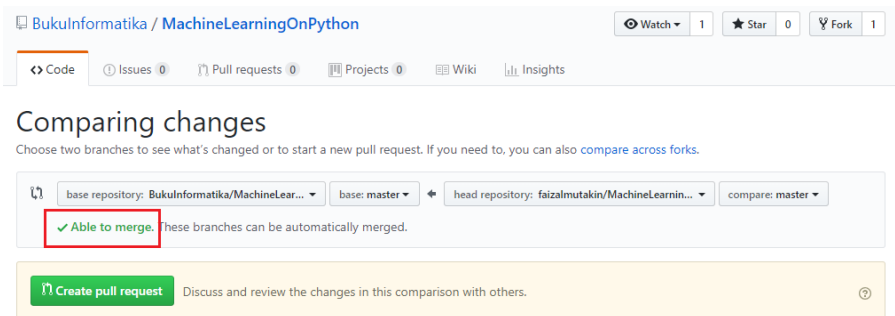 BukuInformatika / MachineLearningOnPython Watch 1 Star 0 Fork 1
Code Issues 0 Pull requests 0 Projects 0 Wiki Insights
Comparing changes
Choose two branches to see what's changed or to start a new pull request. If you need to, you can also compare across forks.
base repository: BukuInformatika/MachineLear... base: master head repository: faizalmutakin/MachineLearnin... compare: master
Able to merge. These branches can be automatically merged.
Create pull request Discuss and review the changes in this comparison with others.